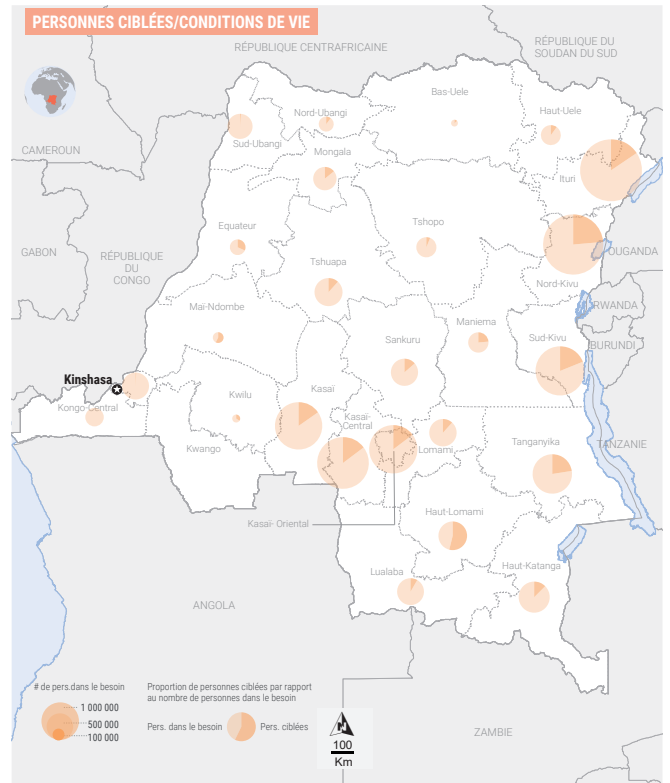 PERSONNES CIBLÉES/CONDITIONS DE VIE
RÉPUBLIQUE CENTRAFRICAINE
RÉPUBLIQUE DU
SOUDAN DU SUD
Bas-Uele
Nord-Ubangi
Haut-Uele
Sud-Ubangi
CAMEROUN
Mongala
Ituri
Equateur
Tshopo
GABON
RÉPUBLIQUE
DU
CONGO
OUGANDA
Tshuapa
Nord-Kivu
RWANDA
Maï-Ndombe
Maniema
Sankuru
Sud-Kivu
BURUNDI
Kinshasa
Kasaï
Kwilu
Kongo-Central
Kasaï-
Central
Kwango
Lomami
Tanganyika
TANZANIE
Kasaï- Oriental
Haut-Lomami
Lualaba
Haut-Katanga
ANGOLA
# de pers.dans le besoin
1 000 000
500 000
100 000
Proportion de personnes ciblées par rapport
au nombre de personnes dans le besoin
Pers. dans le besoin
Pers. ciblées
N
100
Km
ZAMBIE